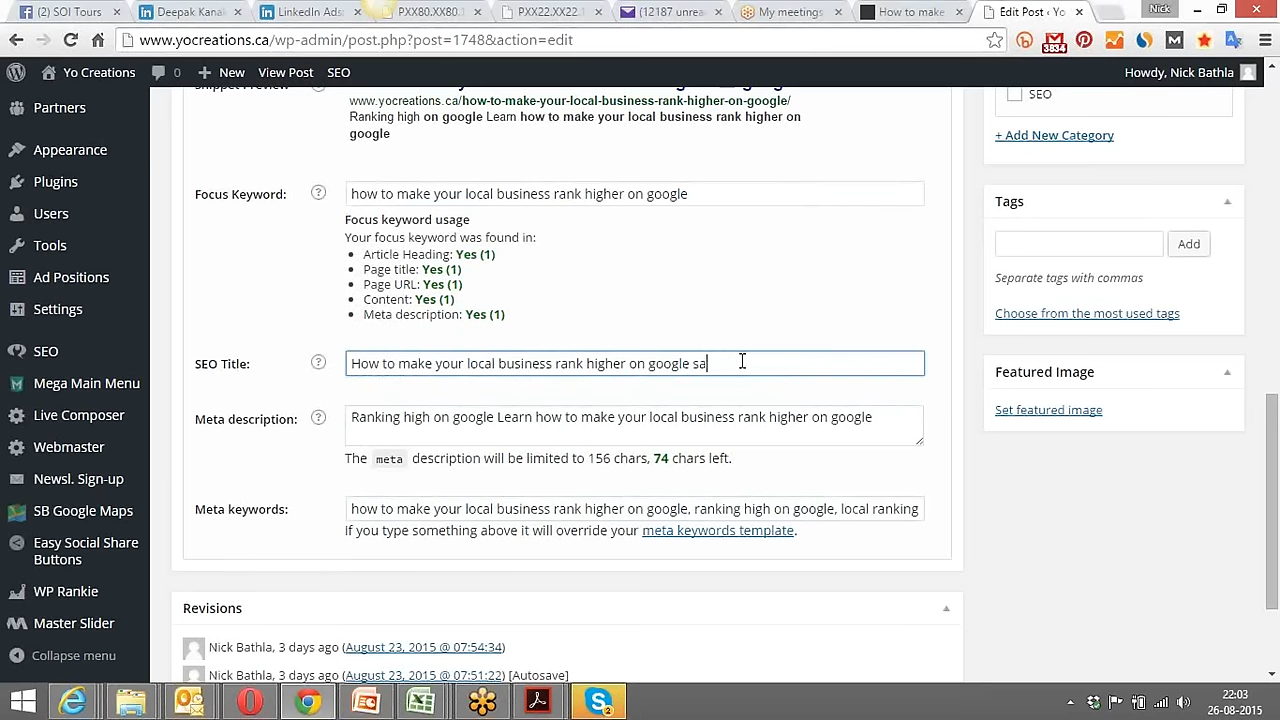 (2) SOI Tours
Deepak Kanak
LinkedIn Ads:
PXX80.XX80.1
PXX22.XX22.1
(12187 unrea
My meetings
How to make
Edit Post ‹ Yo
Nick
www.yocreations.ca/wp-admin/post.php?post=1748&action=edit
3834
Yo Creations
0
+ New
View Post
SEO
Howdy, Nick Bathla
Partners
Appearance
Plugins
Users
Tools
Ad Positions
Settings
SEO
Mega Main Menu
Live Composer
Webmaster
Newsl. Sign-up
SB Google Maps
Easy Social Share
Buttons
WP Rankie
Master Slider
Collapse menu
Snippet Preview
www.yocreations.ca/how-to-make-your-local-business-rank-higher-on-google/
Ranking high on google Learn how to make your local business rank higher on
google
Focus Keyword:
?
how to make your local business rank higher on google
Focus keyword usage
Your focus keyword was found in:
• Article Heading: Yes (1)
• Page title: Yes (1)
• Page URL: Yes (1)
• Content: Yes (1)
• Meta description: Yes (1)
SEO Title:
?
How to make your local business rank higher on google sa
Meta description:
?
Ranking high on google Learn how to make your local business rank higher on google
The meta description will be limited to 156 chars, 74 chars left.
Meta keywords:
how to make your local business rank higher on google, ranking high on google, local ranking
If you type something above it will override your meta keywords template.
Revisions
Nick Bathla, 3 days ago (August 23, 2015 @ 07:54:34)
Nick Bathla, 3 days ago (August 23, 2015 @ 07:51:22) [Autosave]
SEO
+ Add New Category
Tags
Add
Separate tags with commas
Choose from the most used tags
Featured Image
Set featured image
22:03
26-08-2015